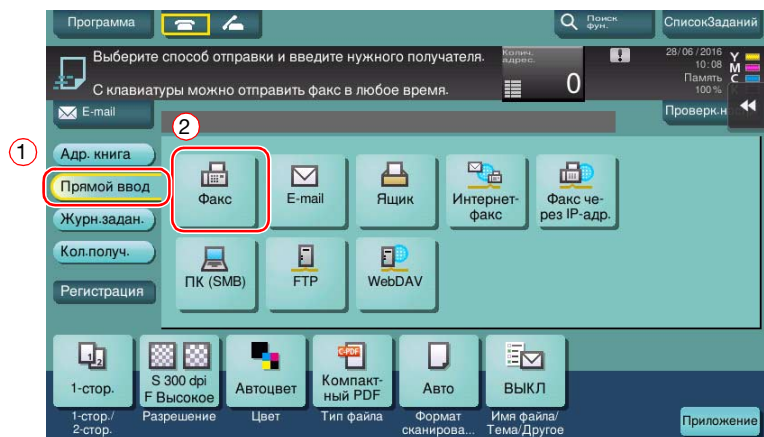 Программа
Поиск
фун.
СписокЗаданий
Выберите способ отправки и введите нужного получателя.
С клавиатуры можно отправить факс в любое время.
Колич.
адрес.
0
28/06/2016
10:08
Память
100 %
Y
M
C
K
E-mail
Проверк.н
1
2
Адр. книга
Прямой ввод
Журн.задан.
Кол.получ.
Регистрация
Факс
E-mail
Ящик
Интернет-
факс
Факс че-
рез IP-адр.
ПК (SMB)
FTP
WebDAV
1-стор.
S 300 dpi
F Высокое
Автоцвет
C-PDF
Компакт-
ный PDF
Авто
ВЫКЛ
1-стор./
2-стор.
Разрешение
Цвет
Тип файла
Формат
сканирова...
Имя файла/
Тема/Другое
Приложение